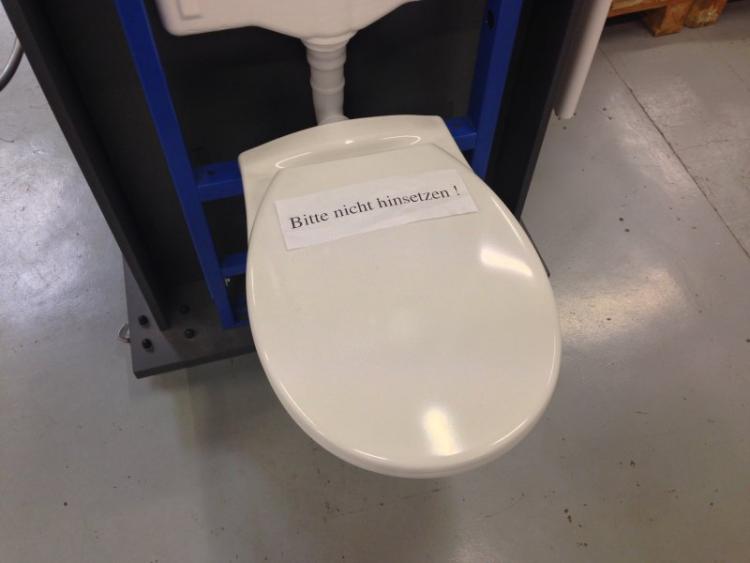 Bitte nicht hinsetzen !